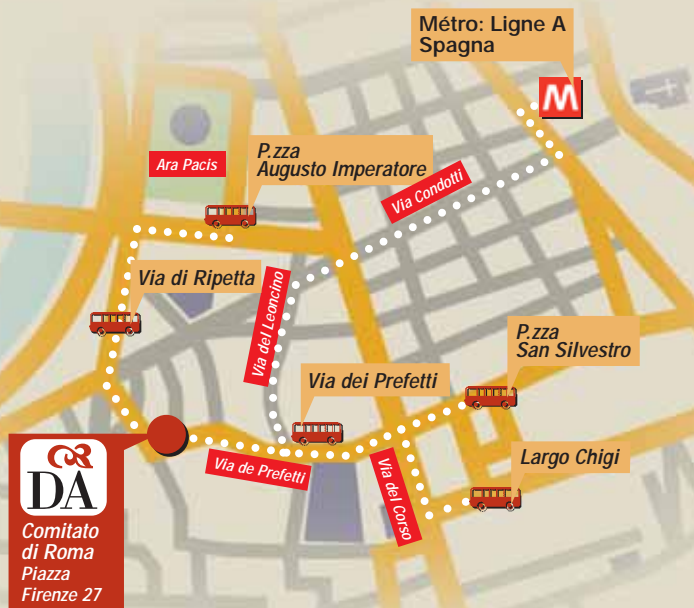 Métro: Ligne A
Spagna
M
Ara Pacis
P.zza
Augusto Imperatore
Via Condotti
Via di Ripetta
Via del Leoncino
P.zza
San Silvestro
Via dei Prefetti
Via de Prefetti
Via del Corso
Largo Chigi
DA
Comitato
di Roma
Piazza
Firenze 27